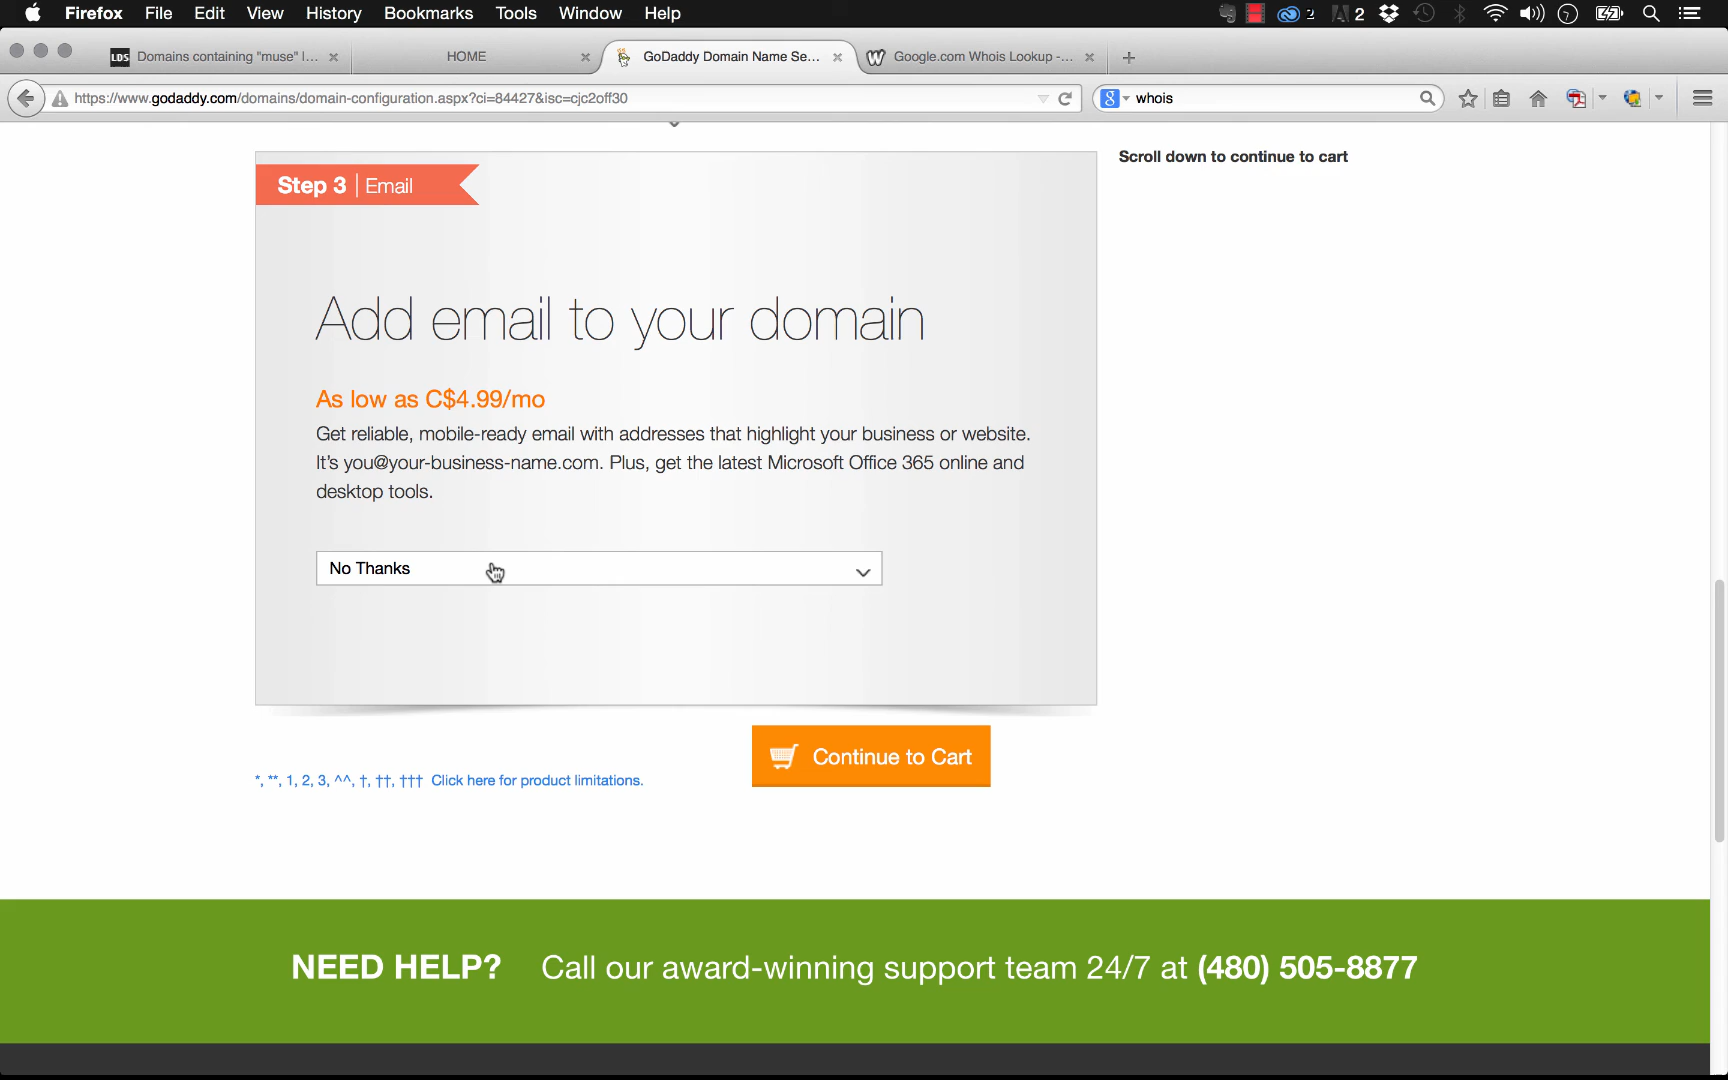 Firefox File Edit View History Bookmarks Tools Window Help 2 2
LDS Domains containing "muse" l... HOME GoDaddy Domain Name Se... W Google.com Whois Lookup -...
https://www.godaddy.com/domains/domain-configuration.aspx?ci=84427&isc=cjc2off30 8 whois
Scroll down to continue to cart
Step 3 | Email
Add email to your domain
As low as C$4.99/mo
Get reliable, mobile-ready email with addresses that highlight your business or website.
It's you@your-business-name.com. Plus, get the latest Microsoft Office 365 online and
desktop tools.
No Thanks
Continue to Cart
*, **, 1, 2, 3, ^^, †, ††, ††† Click here for product limitations.
NEED HELP? Call our award-winning support team 24/7 at (480) 505-8877